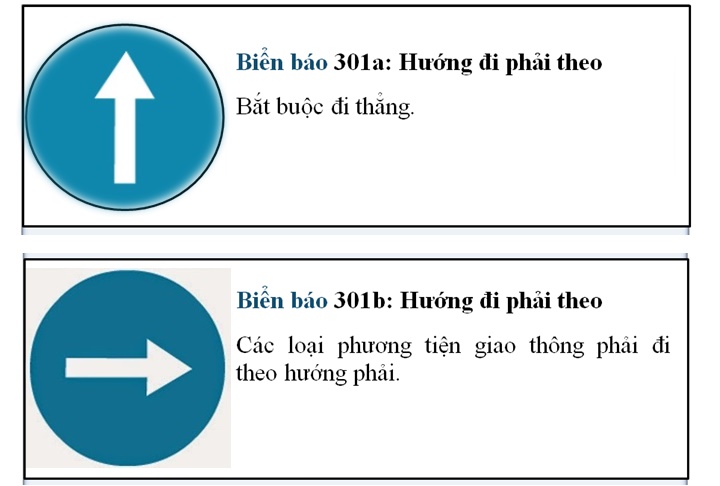 Biển báo 301a: Hướng đi phải theo
Bắt buộc đi thẳng.
Biển báo 301b: Hướng đi phải theo
Các loại phương tiện giao thông phải đi
theo hướng phải.